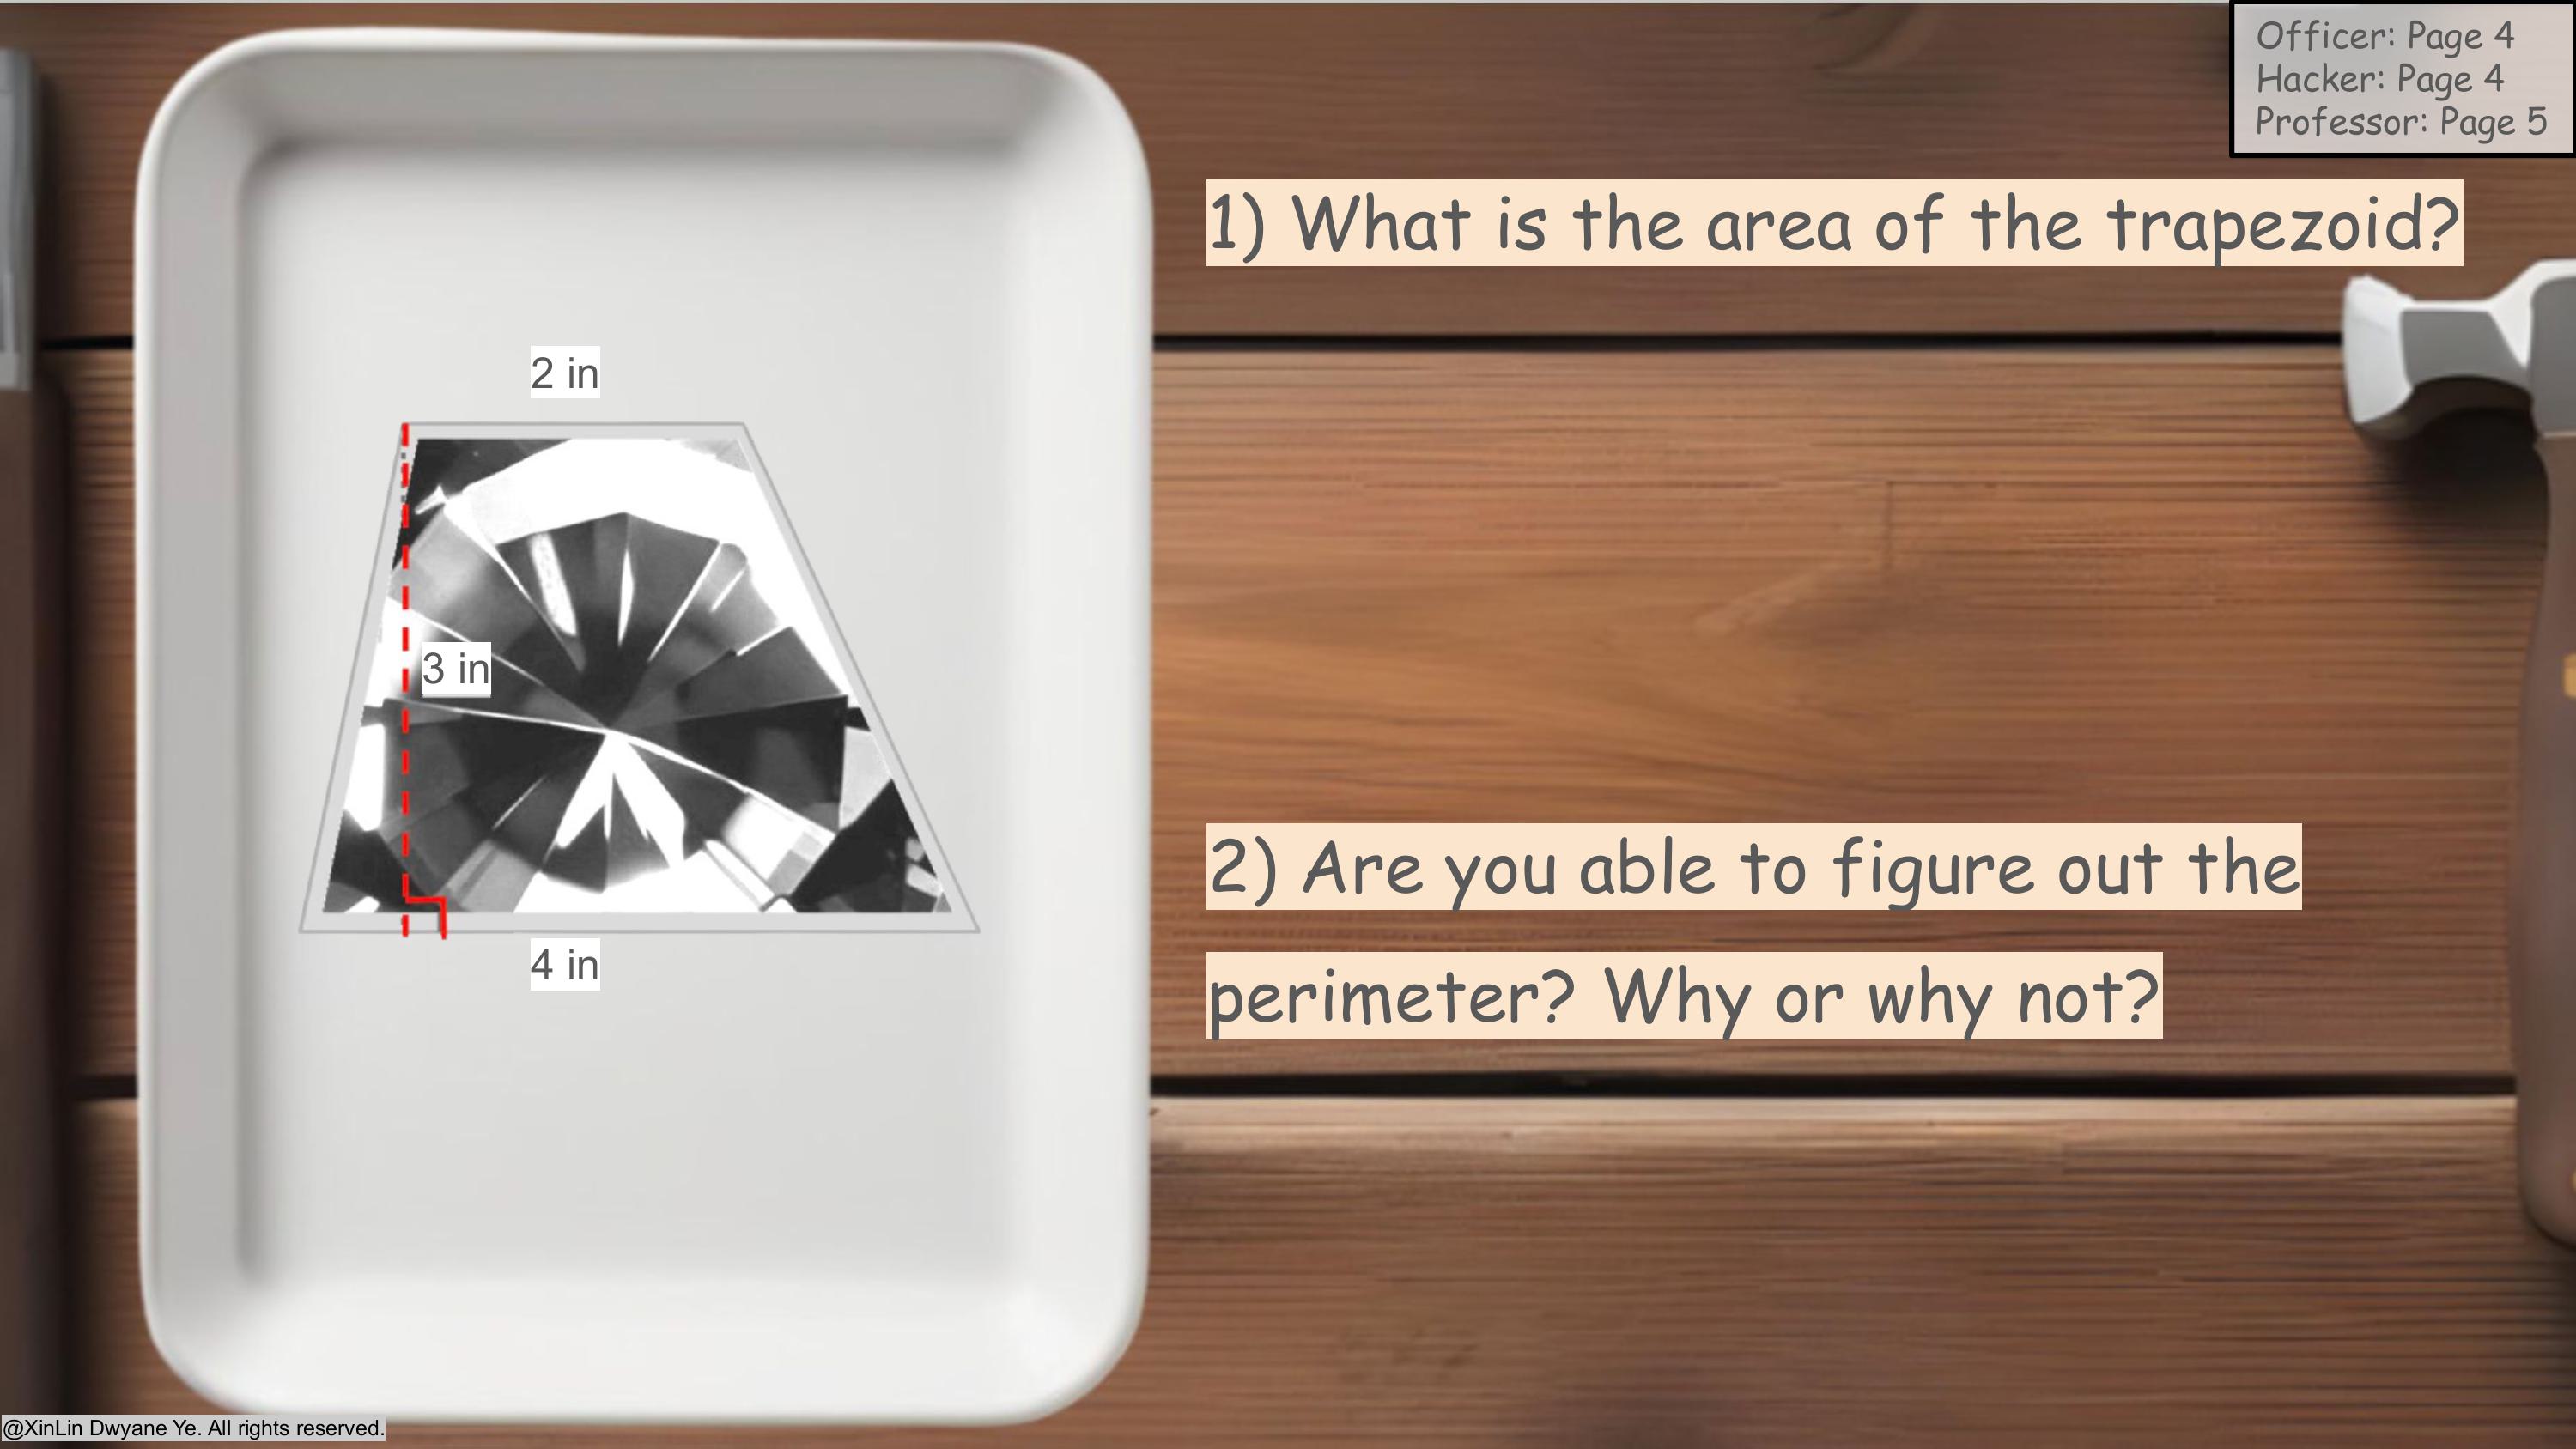 Officer: Page 4
Hacker: Page 4
Professor: Page 5
1) What is the area of the trapezoid?
2 in
3 in
4 in
2) Are you able to figure out the
perimeter? Why or why not?
@XinLin Dwyane Ye. All rights reserved.